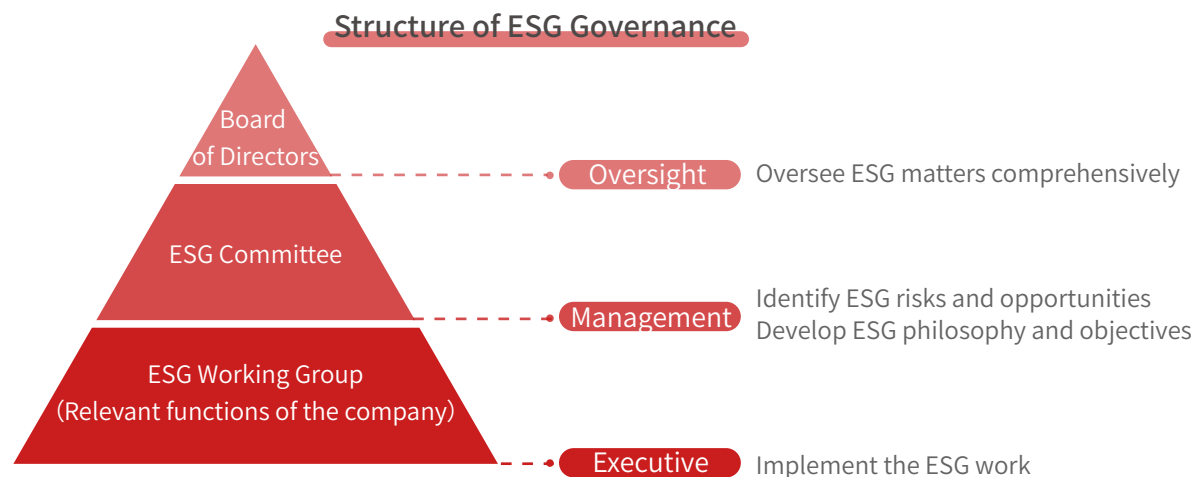 Structure of ESG Governance
Board
of Directors
Oversight
Oversee ESG matters comprehensively
ESG Committee
Management
Identify ESG risks and opportunities
Develop ESG philosophy and objectives
ESG Working Group
（Relevant functions of the company）
Executive
Implement the ESG work